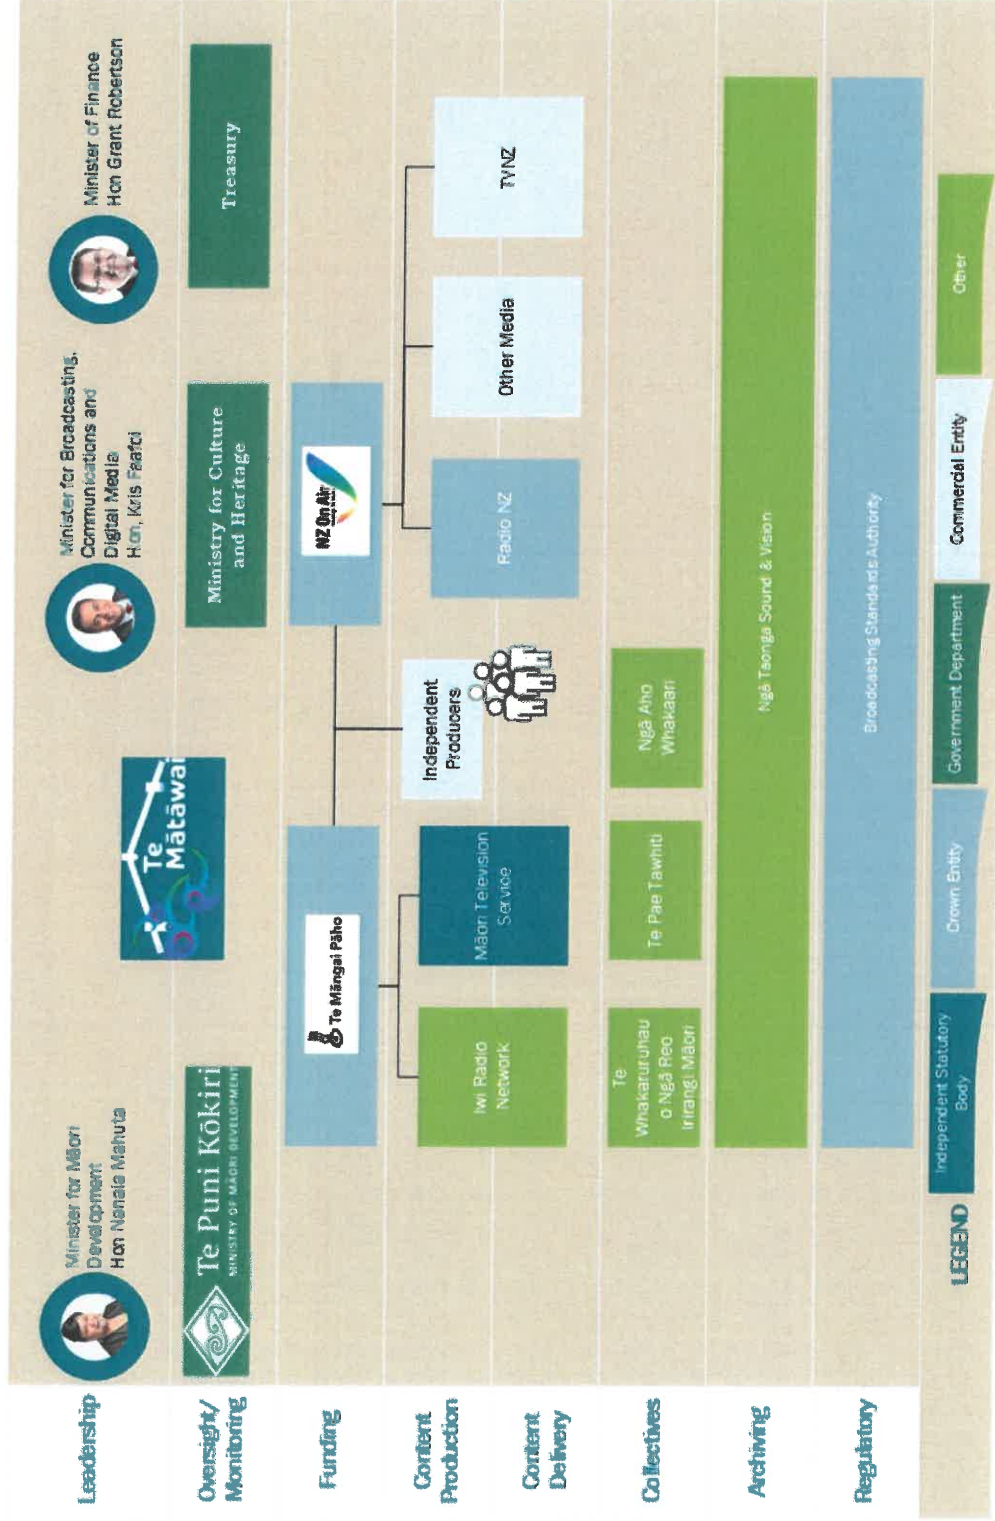 Leadership
Minister for Māori
Development
Hon Nanaia Mahuta
Minister for Broadcasting,
Communications and
Digital Media
Hon, Kris Faafoi
Minister of Finance
Hon Grant Robertson
Oversight/
Monitoring
Te Puni Kōkiri
MINISTRY OF MĀORI DEVELOPMENT
Te
Mātāwai
Ministry for Culture
and Heritage
Treasury
Funding
Te Māngai Pāho
NZ On Air
Content
Production
Content
Delivery
Iwi Radio
Network
Māori Television
Service
Independent
Producers
Radio NZ
Other Media
TVNZ
Collectives
Te
Whakaruruhau
o Ngā Reo
Irirangi Māori
Te Pae Tawhiti
Ngā Aho
Whakaari
Archiving
Ngā Taonga Sound & Vision
Regulatory
Broadcasting Standards Authority
LEGEND
Independent Statutory
Body
Crown Entity
Government Department
Commercial Entity
Other